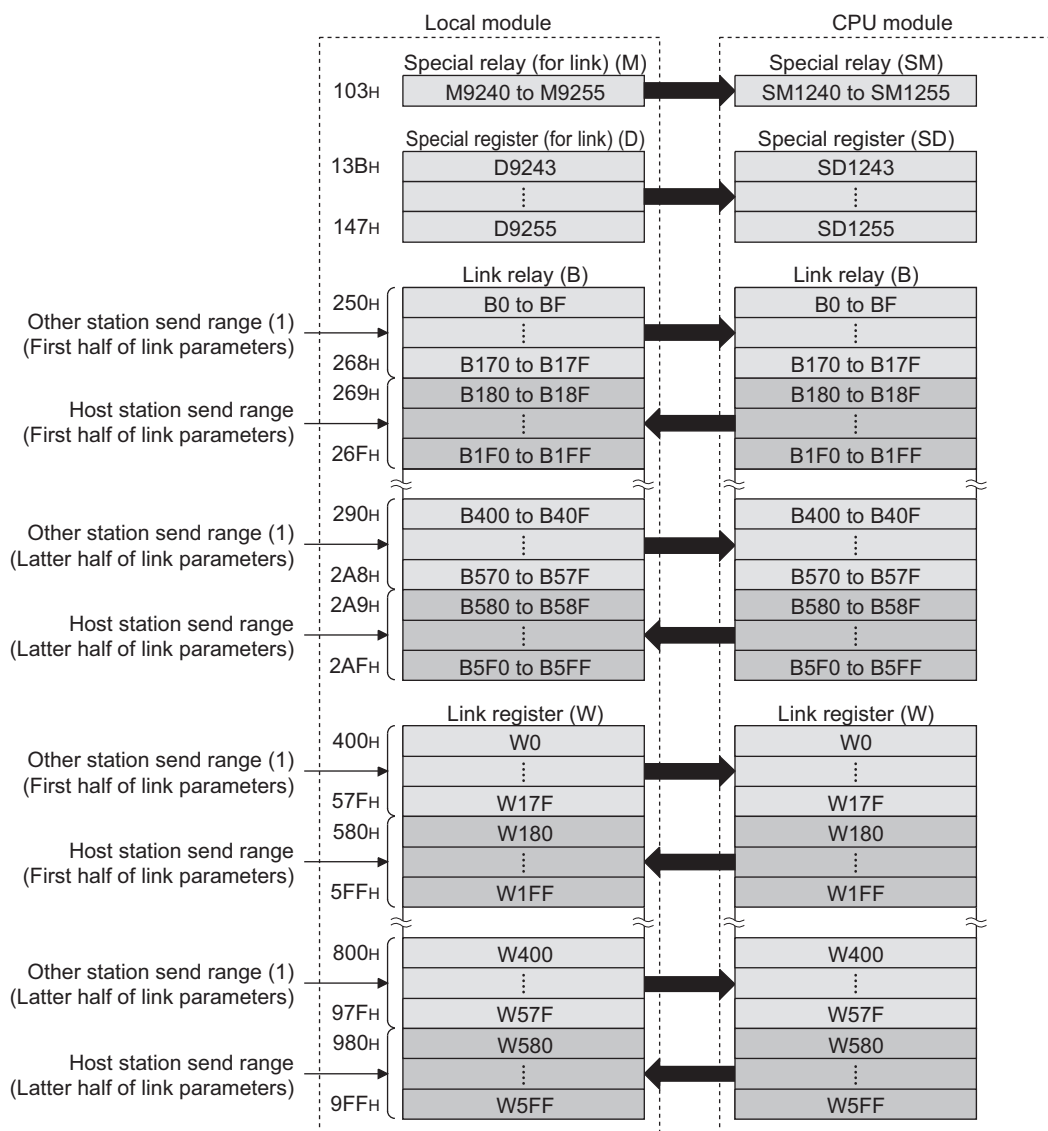 Local module CPU module
Special relay (for link) (M) Special relay (SM)
103H M9240 to M9255 SM1240 to SM1255
Special register (for link) (D) Special register (SD)
13BH D9243 SD1243
⋮ ⋮
147H D9255 SD1255
Link relay (B) Link relay (B)
250H B0 to BF B0 to BF
Other station send range (1)
(First half of link parameters)
⋮ ⋮
268H B170 to B17F B170 to B17F
269H B180 to B18F B180 to B18F
Host station send range
(First half of link parameters)
⋮ ⋮
26FH B1F0 to B1FF B1F0 to B1FF
290H B400 to B40F B400 to B40F
Other station send range (1)
(Latter half of link parameters)
⋮ ⋮
2A8H B570 to B57F B570 to B57F
2A9H B580 to B58F B580 to B58F
Host station send range
(Latter half of link parameters)
⋮ ⋮
2AFH B5F0 to B5FF B5F0 to B5FF
Link register (W) Link register (W)
400H W0 W0
Other station send range (1)
(First half of link parameters)
⋮ ⋮
57FH W17F W17F
580H W180 W180
Host station send range
(First half of link parameters)
⋮ ⋮
5FFH W1FF W1FF
800H W400 W400
Other station send range (1)
(Latter half of link parameters)
⋮ ⋮
97FH W57F W57F
980H W580 W580
Host station send range
(Latter half of link parameters)
⋮ ⋮
9FFH W5FF W5FF